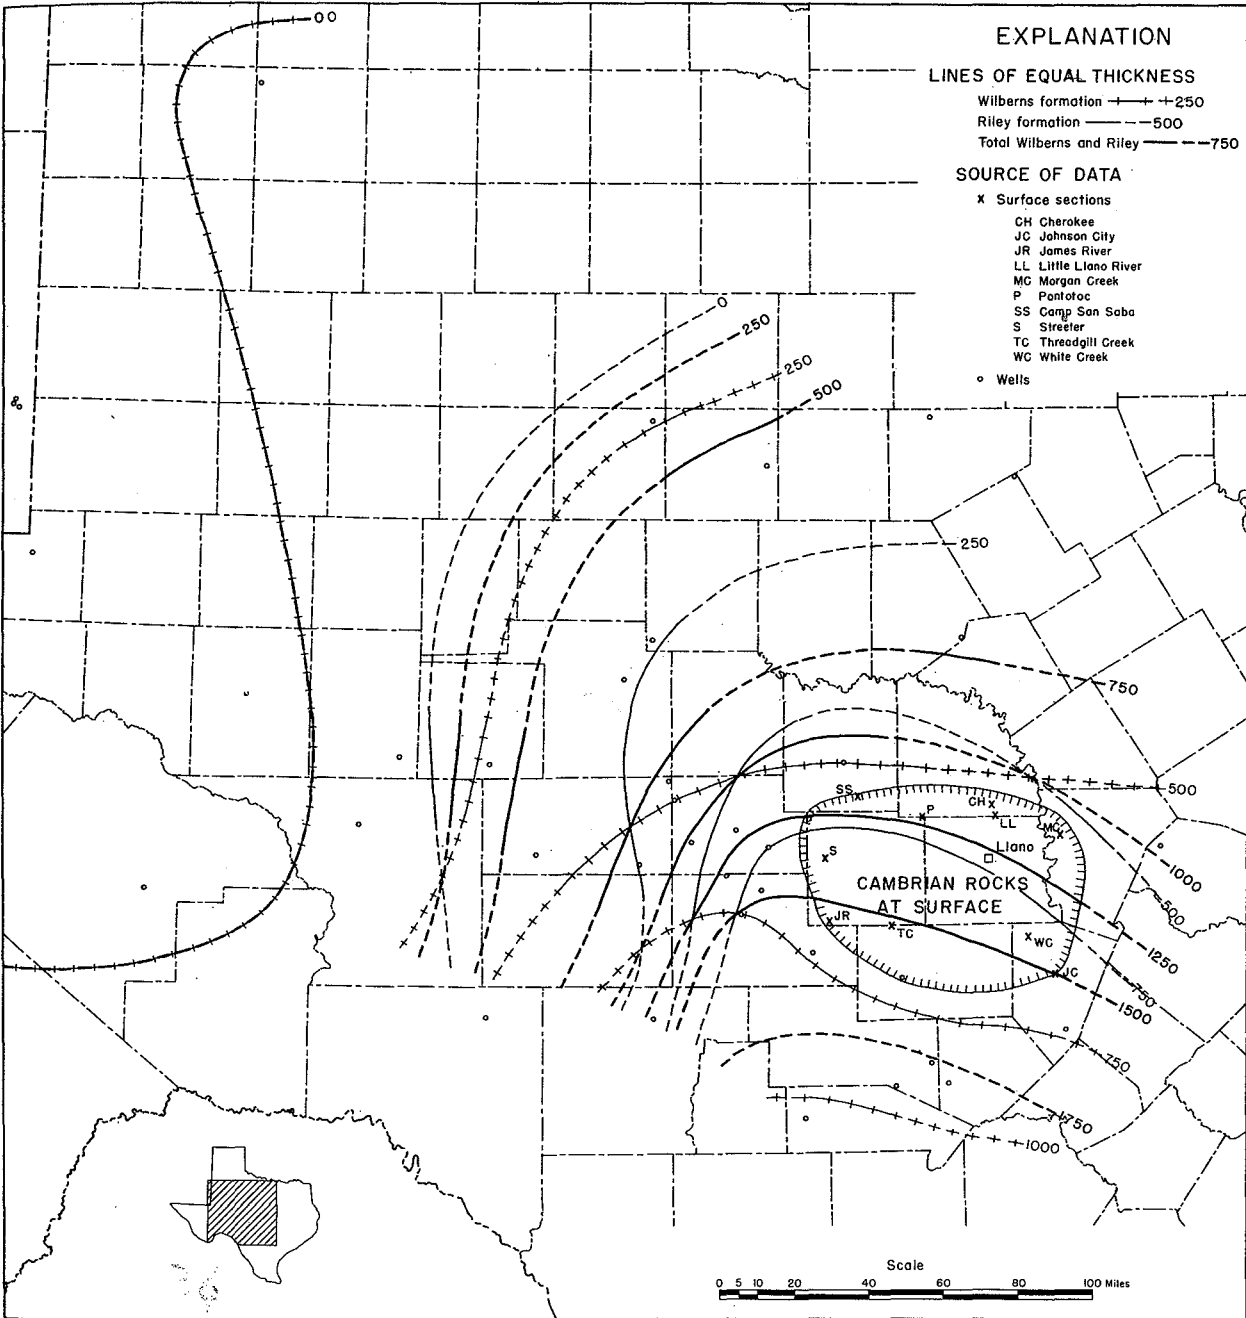 EXPLANATION
LINES OF EQUAL THICKNESS
Wilberns formation 250
Riley formation 500
Total Wilberns and Riley 750
SOURCE OF DATA
x Surface sections
CH Cherokee
JC Johnson City
JR James River
LL Little Llano River
MC Morgan Creek
P Pontotoc
SS Camp San Saba
S Streeter
TC Threadgill Creek
WC White Creek
Wells
00
0
250
250
500
250
750
500
1000
500
1250
750
1500
750
1750
1000
SS
CH
P
LL
MC
Llano
S
CAMBRIAN ROCKS
AT SURFACE
JR
TC
WC
JC
Scale
0 5 10 20 40 60 80 100 Miles